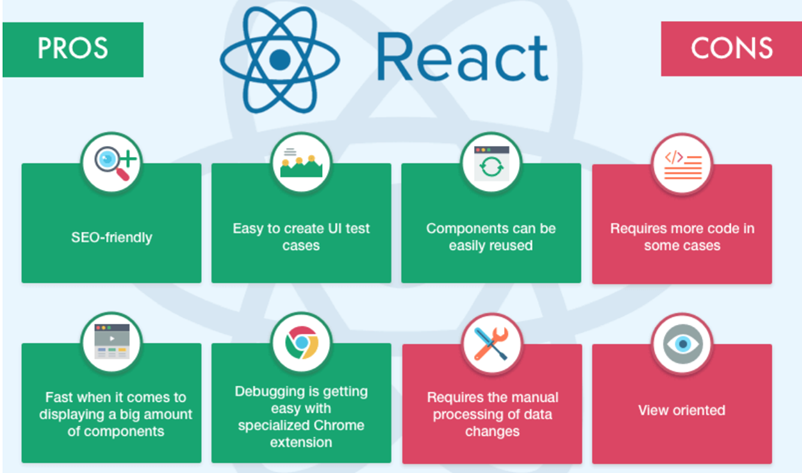 PROS
React
CONS
SEO-friendly
Easy to create UI test
cases
Components can be
easily reused
Requires more code in
some cases
Fast when it comes to
displaying a big amount
of components
Debugging is getting
easy with
specialized Chrome
extension
Requires the manual
processing of data
changes
View oriented